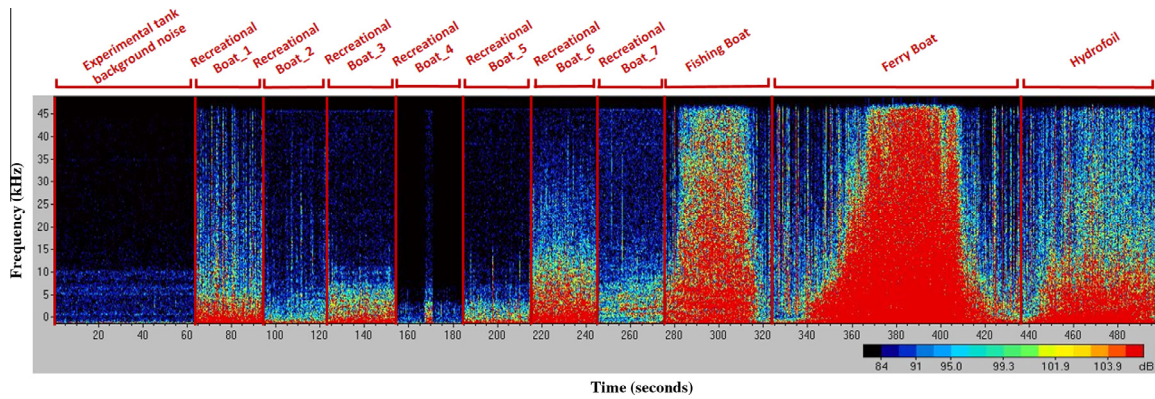 Experimental tank
background noise
Recreational
Boat_1
Recreational
Boat_2
Recreational
Boat_3
Recreational
Boat_4
Recreational
Boat_5
Recreational
Boat_6
Recreational
Boat_7
Fishing Boat
Ferry Boat
Hydrofoil
Frequency (kHz)
45
40
35
30
25
20
15
10
5
0
20 40 60 80 100 120 140 160 180 200 220 240 260 280 300 320 340 360 380 400 420 440 460 480
84 91 95.0 99.3 101.9 103.9 dB
Time (seconds)